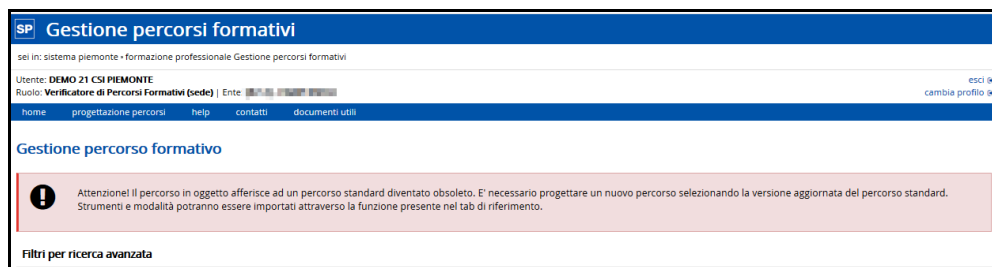 SP Gestione percorsi formativi
sei in: sistema piemonte • formazione professionale Gestione percorsi formativi
Utente: DEMO 21 CSI PIEMONTE
esci
Ruolo: Verificatore di Percorsi Formativi (sede) | Ente
cambia profilo
home progettazione percorsi help contatti documenti utili
Gestione percorso formativo
Attenzione! Il percorso in oggetto afferisce ad un percorso standard diventato obsoleto. E' necessario progettare un nuovo percorso selezionando la versione aggiornata del percorso standard.
Strumenti e modalità potranno essere importati attraverso la funzione presente nel tab di riferimento.
Filtri per ricerca avanzata